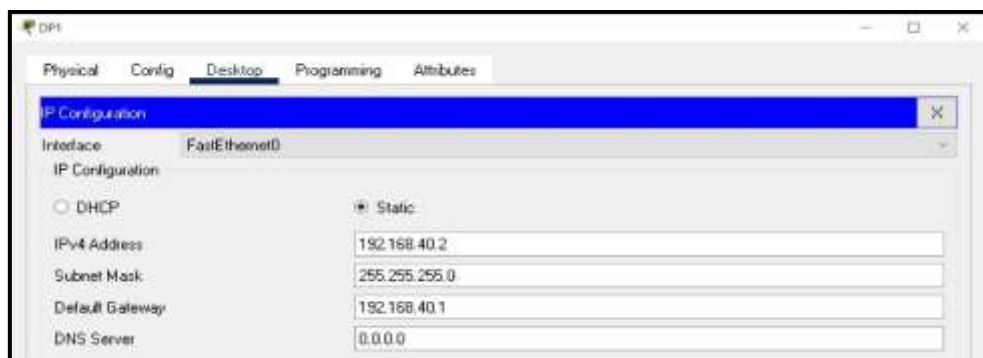 DP1
Physical Config Desktop Programming Attributes
IP Configuration X
Interface FastEthernet0
IP Configuration
DHCP Static
IPv4 Address 192.168.40.2
Subnet Mask 255.255.255.0
Default Gateway 192.168.40.1
DNS Server 0.0.0.0